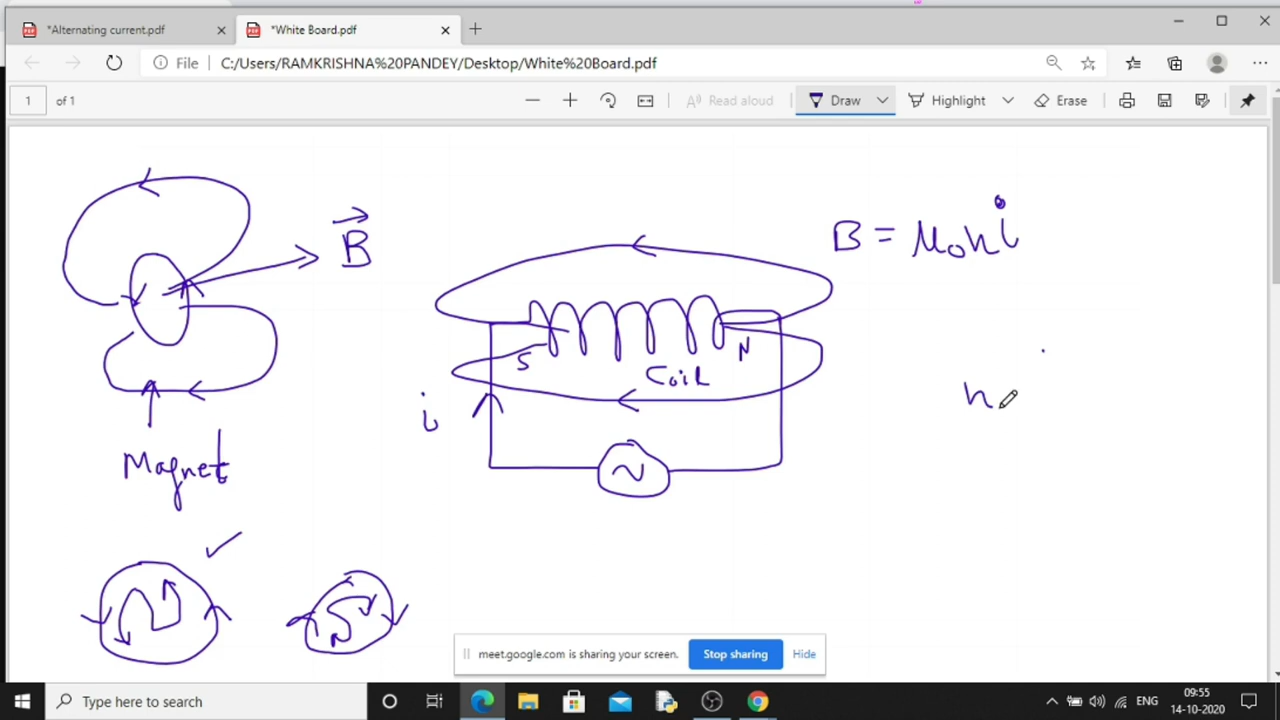 *Alternating current.pdf
*White Board.pdf
File
C:/Users/RAMKRISHNA%20PANDEY/Desktop/White%20Board.pdf
1 of 1
Read aloud
Draw
Highlight
Erase
B
B = μ₀ni
S
N
Coil
i
n
Magnet
N
S
meet.google.com is sharing your screen.
Stop sharing
Hide
Type here to search
ENG
09:55
14-10-2020